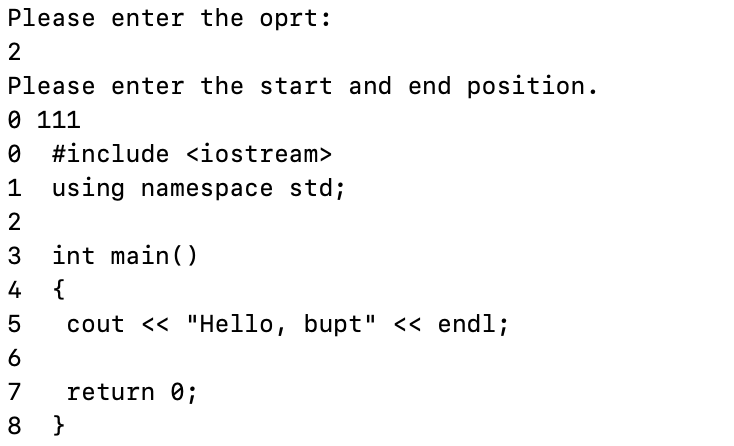 Please enter the oprt:
2
Please enter the start and end position.
0 111
0  #include <iostream>
1  using namespace std;
2
3  int main()
4  {
5   cout << "Hello, bupt" << endl;
6
7   return 0;
8  }